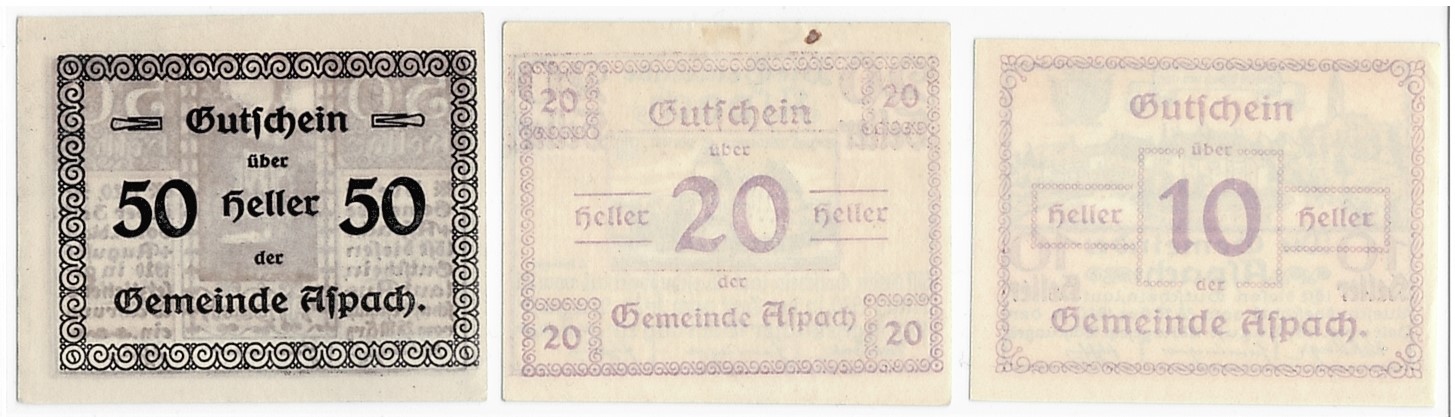 Gutschein
über
50 Heller 50
der
Gemeinde Aspach.
20 Gutschein 20
über
Heller 20 Heller
der
20 Gemeinde Aspach 20
Gutschein
über
Heller 10 Heller
der
Gemeinde Aspach.